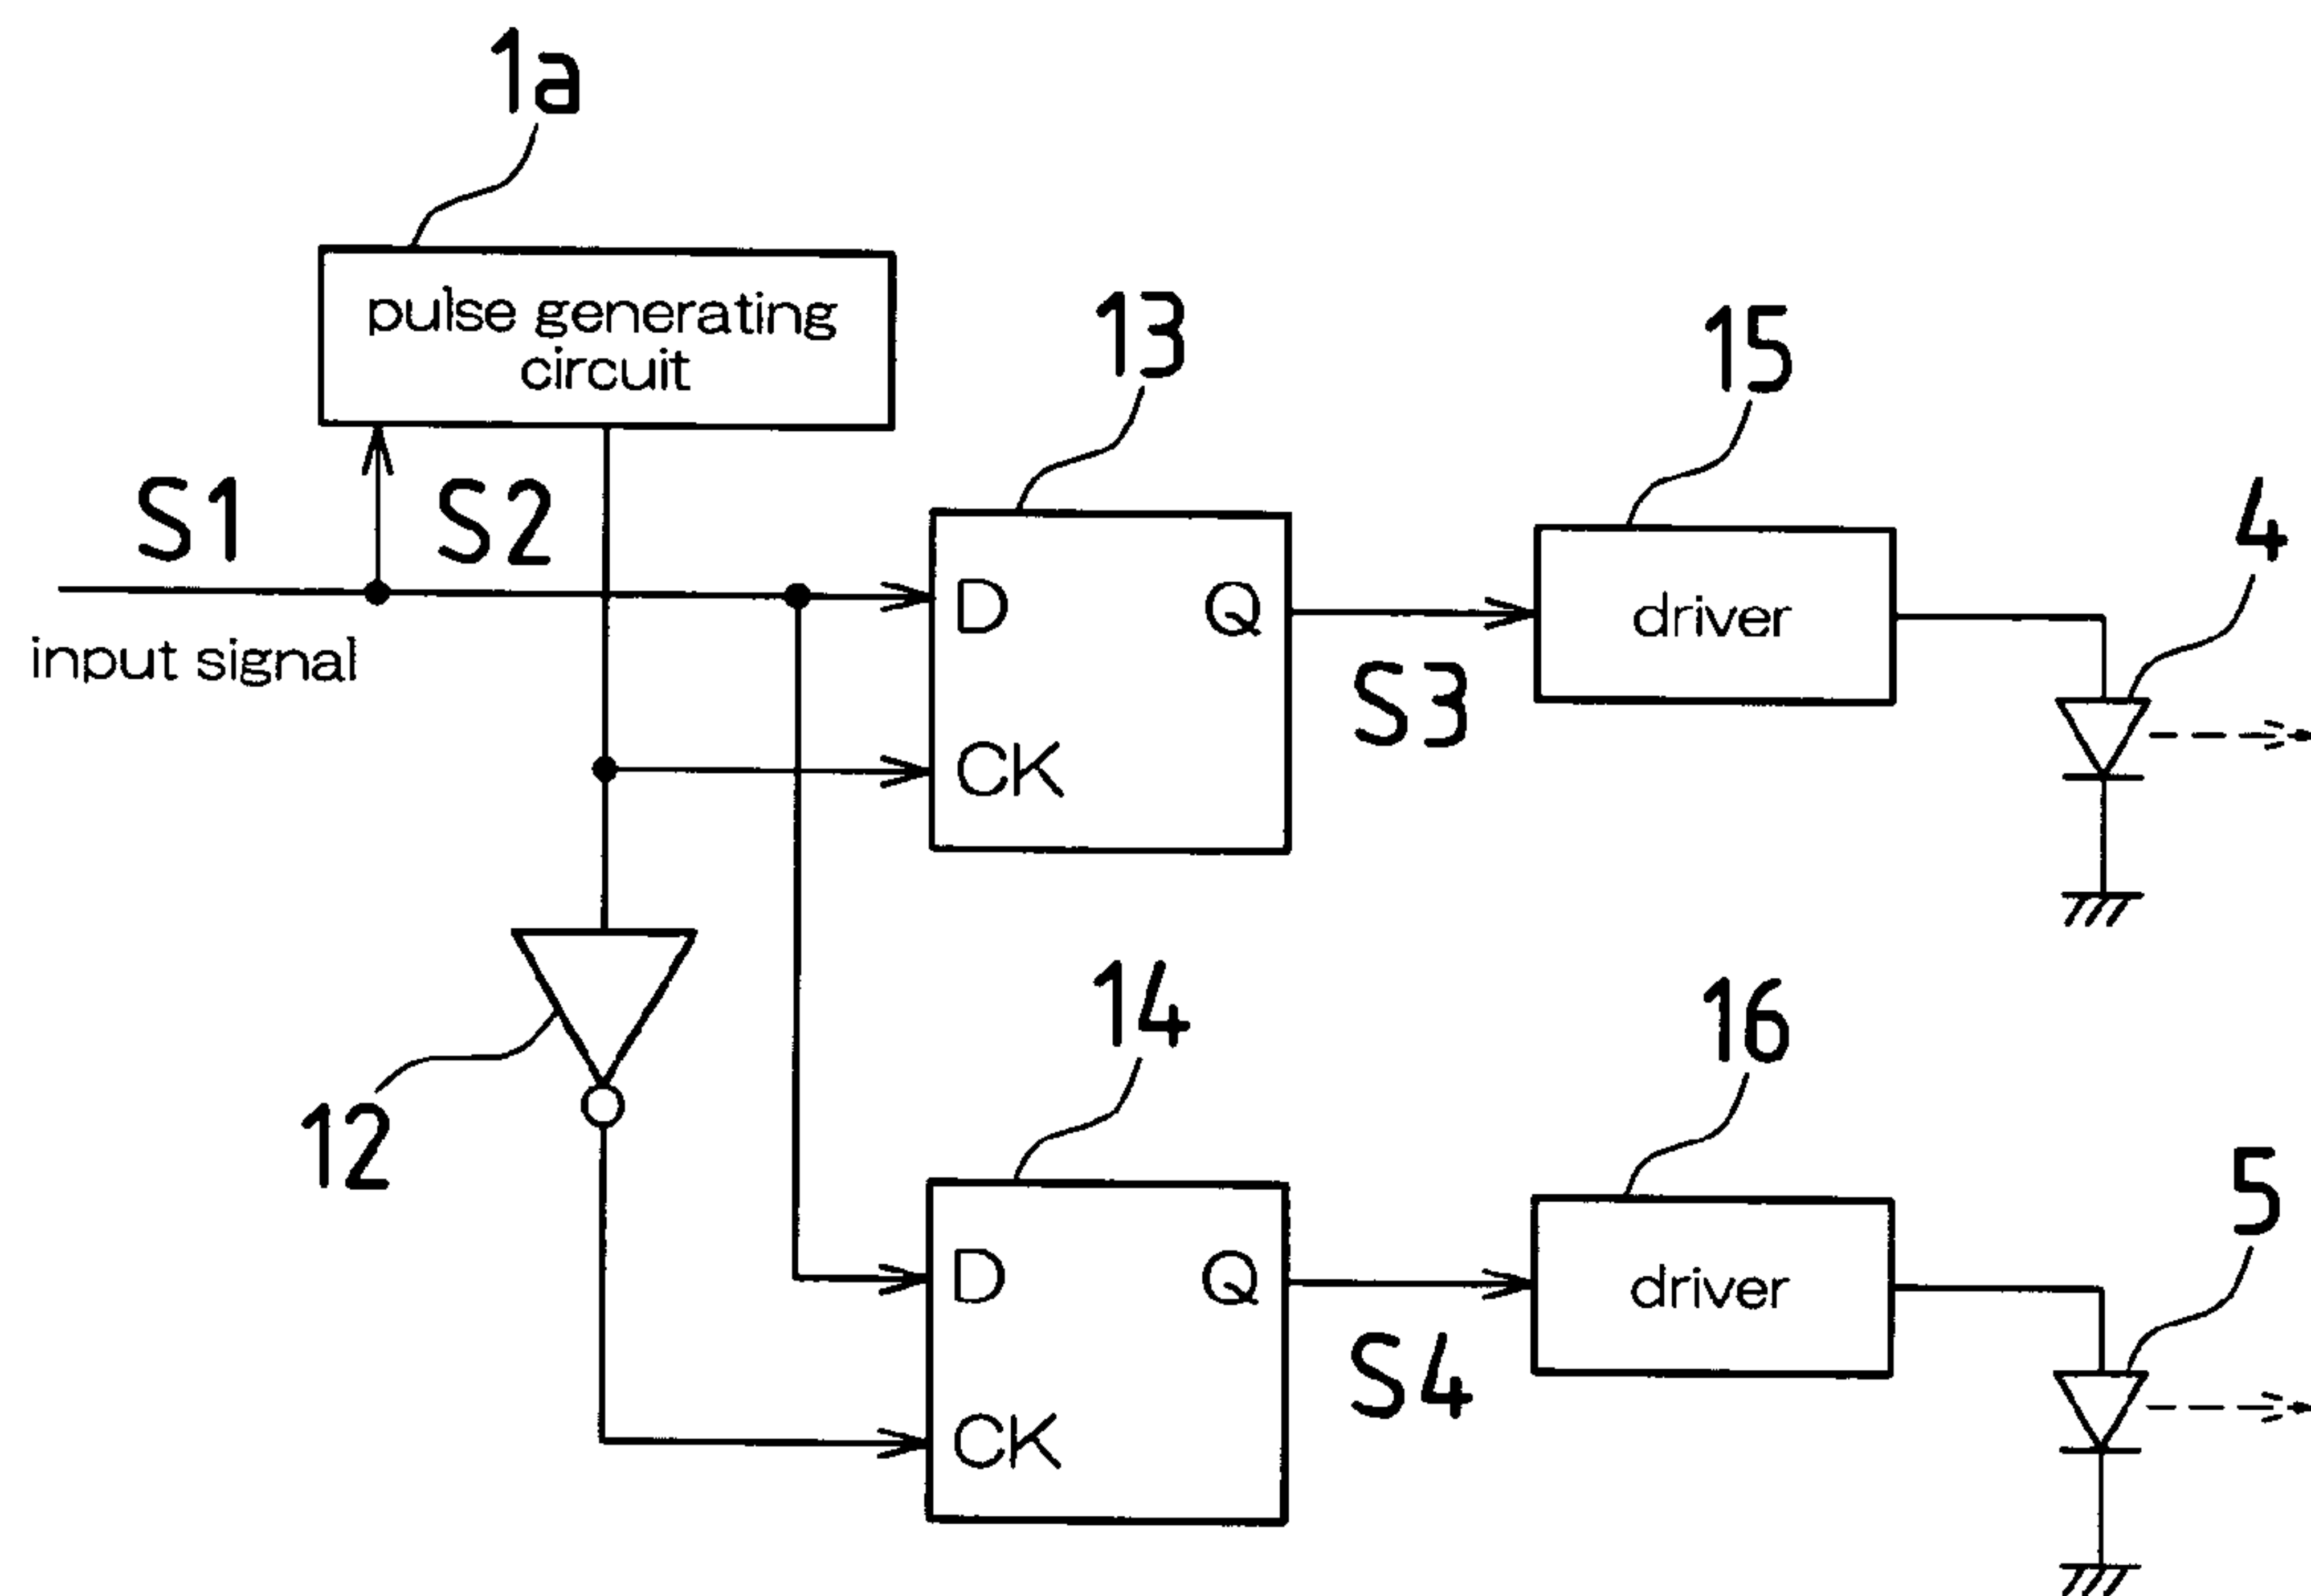 1a
pulse generating
circuit
13
15
4
S1
S2
D
Q
driver
input signal
S3
CK
12
14
16
5
D
Q
driver
S4
CK